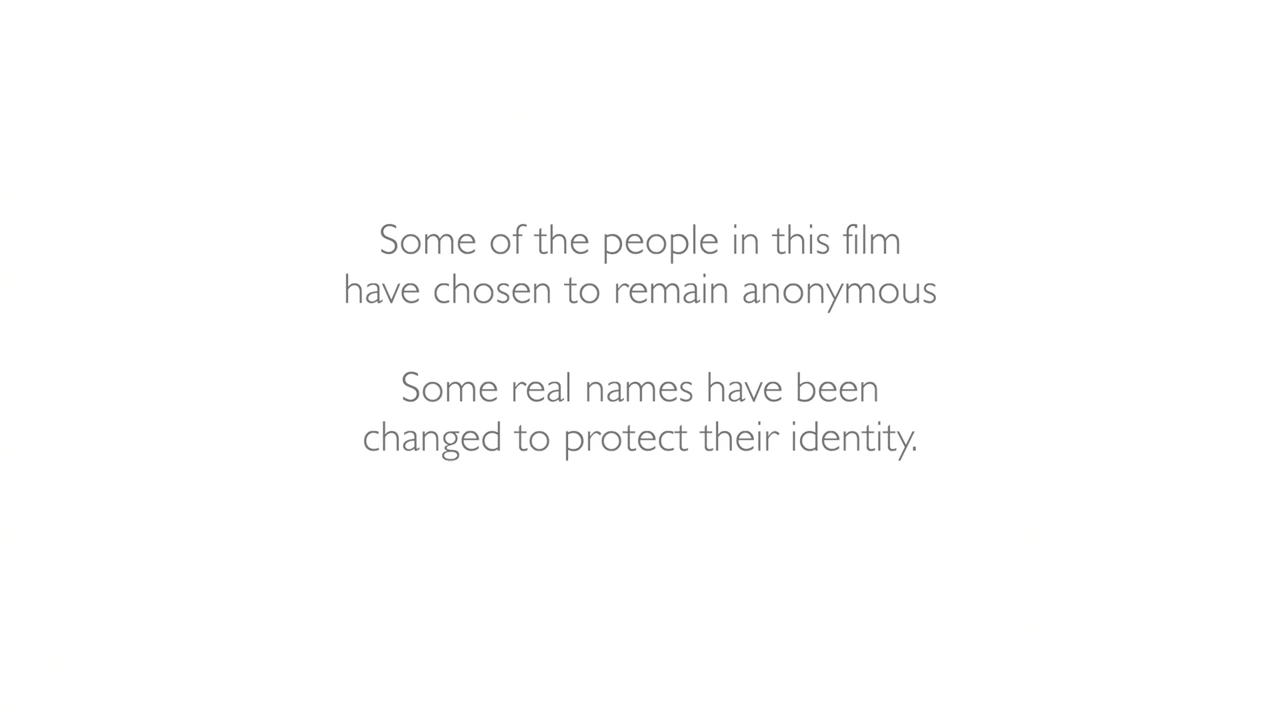 Some of the people in this film
have chosen to remain anonymous
Some real names have been
changed to protect their identity.